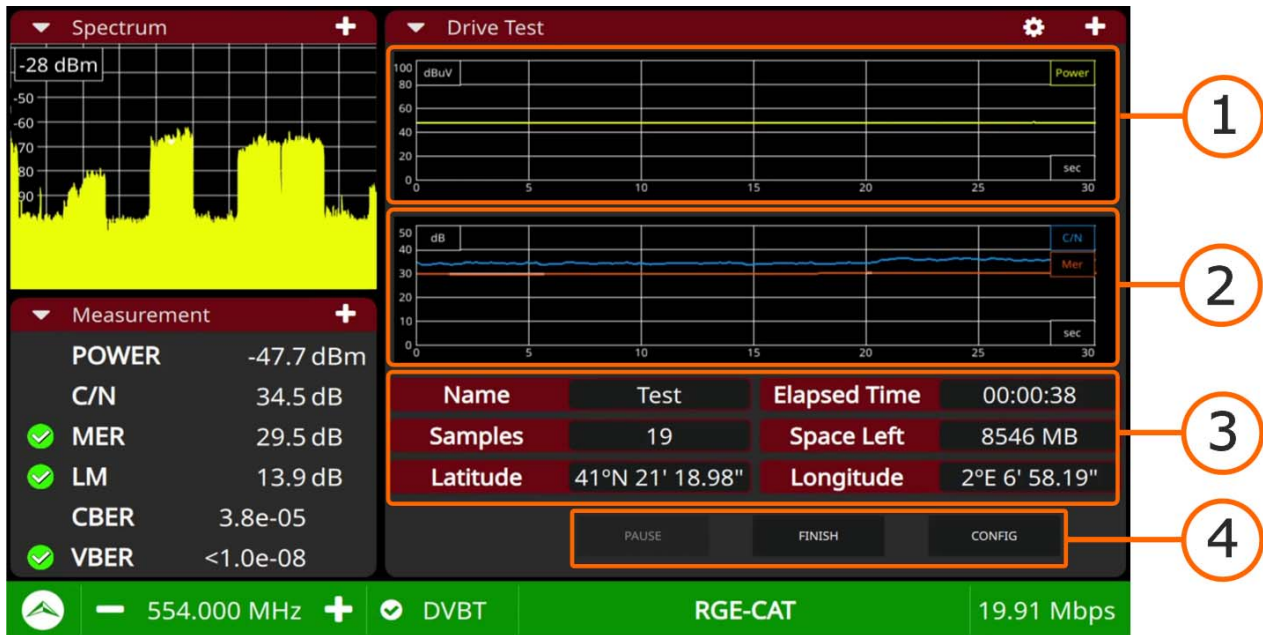 Spectrum
-28 dBm
-50
-60
70
80
90
Measurement
POWER -47.7 dBm
C/N 34.5 dB
MER 29.5 dB
LM 13.9 dB
CBER 3.8e-05
VBER <1.0e-08
Drive Test
100 dBuV Power
80
60
40
20 sec
0
0 5 10 15 20 25 30
50 dB C/N
40
30 Mer
20
10 sec
0
0 5 10 15 20 25 30
Name Test Elapsed Time 00:00:38
Samples 19 Space Left 8546 MB
Latitude 41ºN 21' 18.98" Longitude 2ºE 6' 58.19"
PAUSE FINISH CONFIG
1
2
3
4
554.000 MHz DVBT RGE-CAT 19.91 Mbps